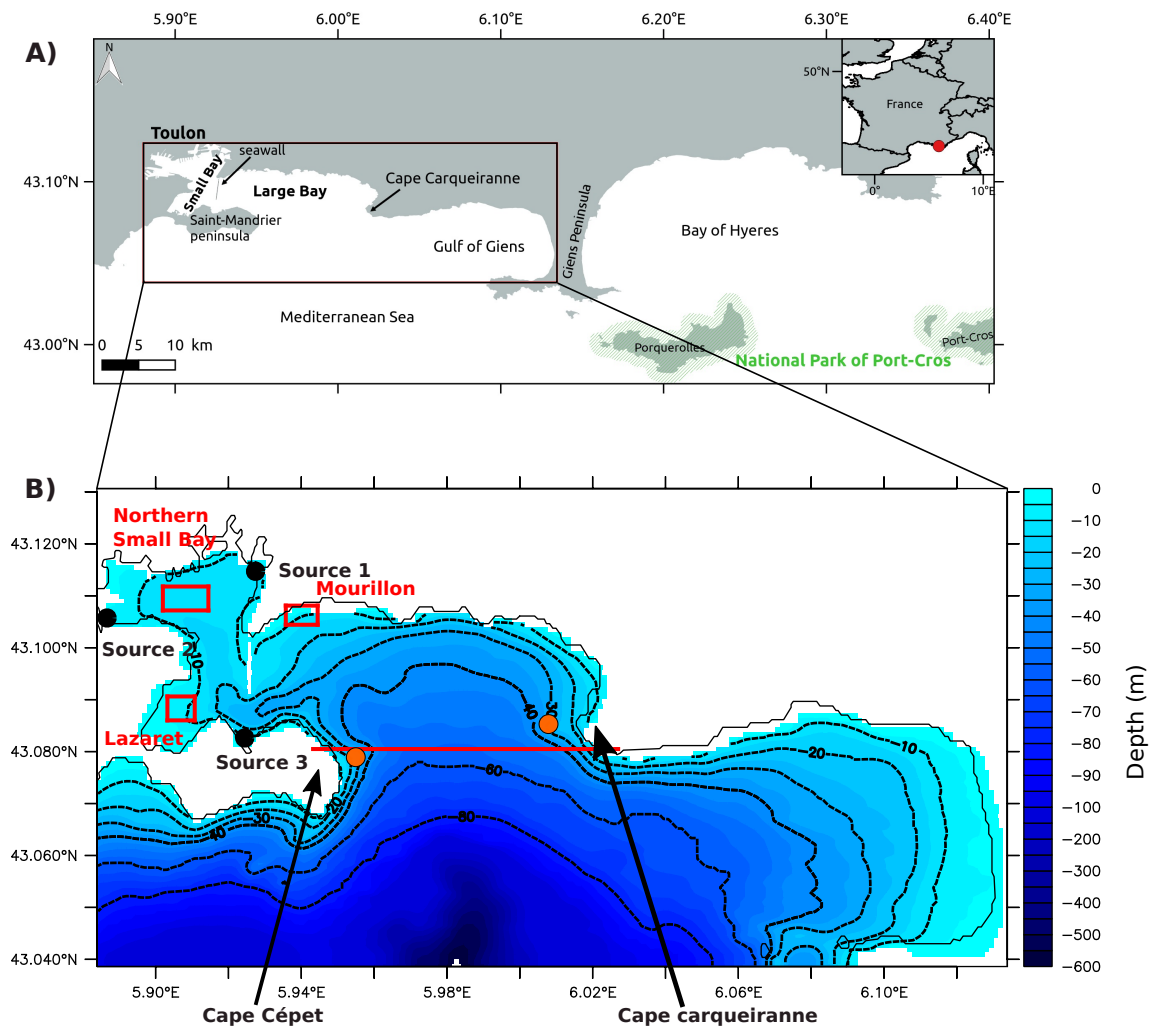 5.90°E 6.00°E 6.10°E 6.20°E 6.30°E 6.40°E
A)
N
50°N
France
0° 10°E
Toulon
seawall
Small Bay
Large Bay
Cape Carqueiranne
43.10°N
Saint-Mandrier
peninsula
Gulf of Giens
Giens Peninsula
Bay of Hyeres
Mediterranean Sea
43.00°N
0 5 10 km
Porquerolles
Port-Cros
National Park of Port-Cros
B)
Northern
Small Bay
Source 1
Mourillon
Source 2
Lazaret
Source 3
43.120°N
43.100°N
43.080°N
43.060°N
43.040°N
10
40
30
20
10
60
80
30
40
20
5.90°E 5.94°E 5.98°E 6.02°E 6.06°E 6.10°E
Cape Cépet
Cape carqueiranne
0
−10
−20
−30
−40
−50
−60
−70
−80
−90
−100
−200
−300
−400
−500
−600
Depth (m)